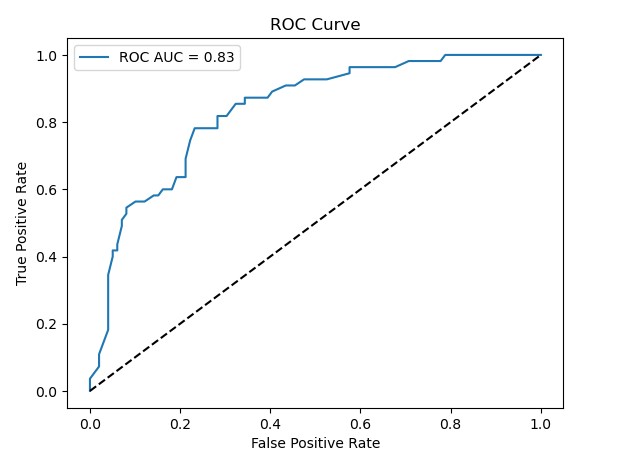 ROC Curve
ROC AUC = 0.83
True Positive Rate
1.0
0.8
0.6
0.4
0.2
0.0
0.0 0.2 0.4 0.6 0.8 1.0
False Positive Rate